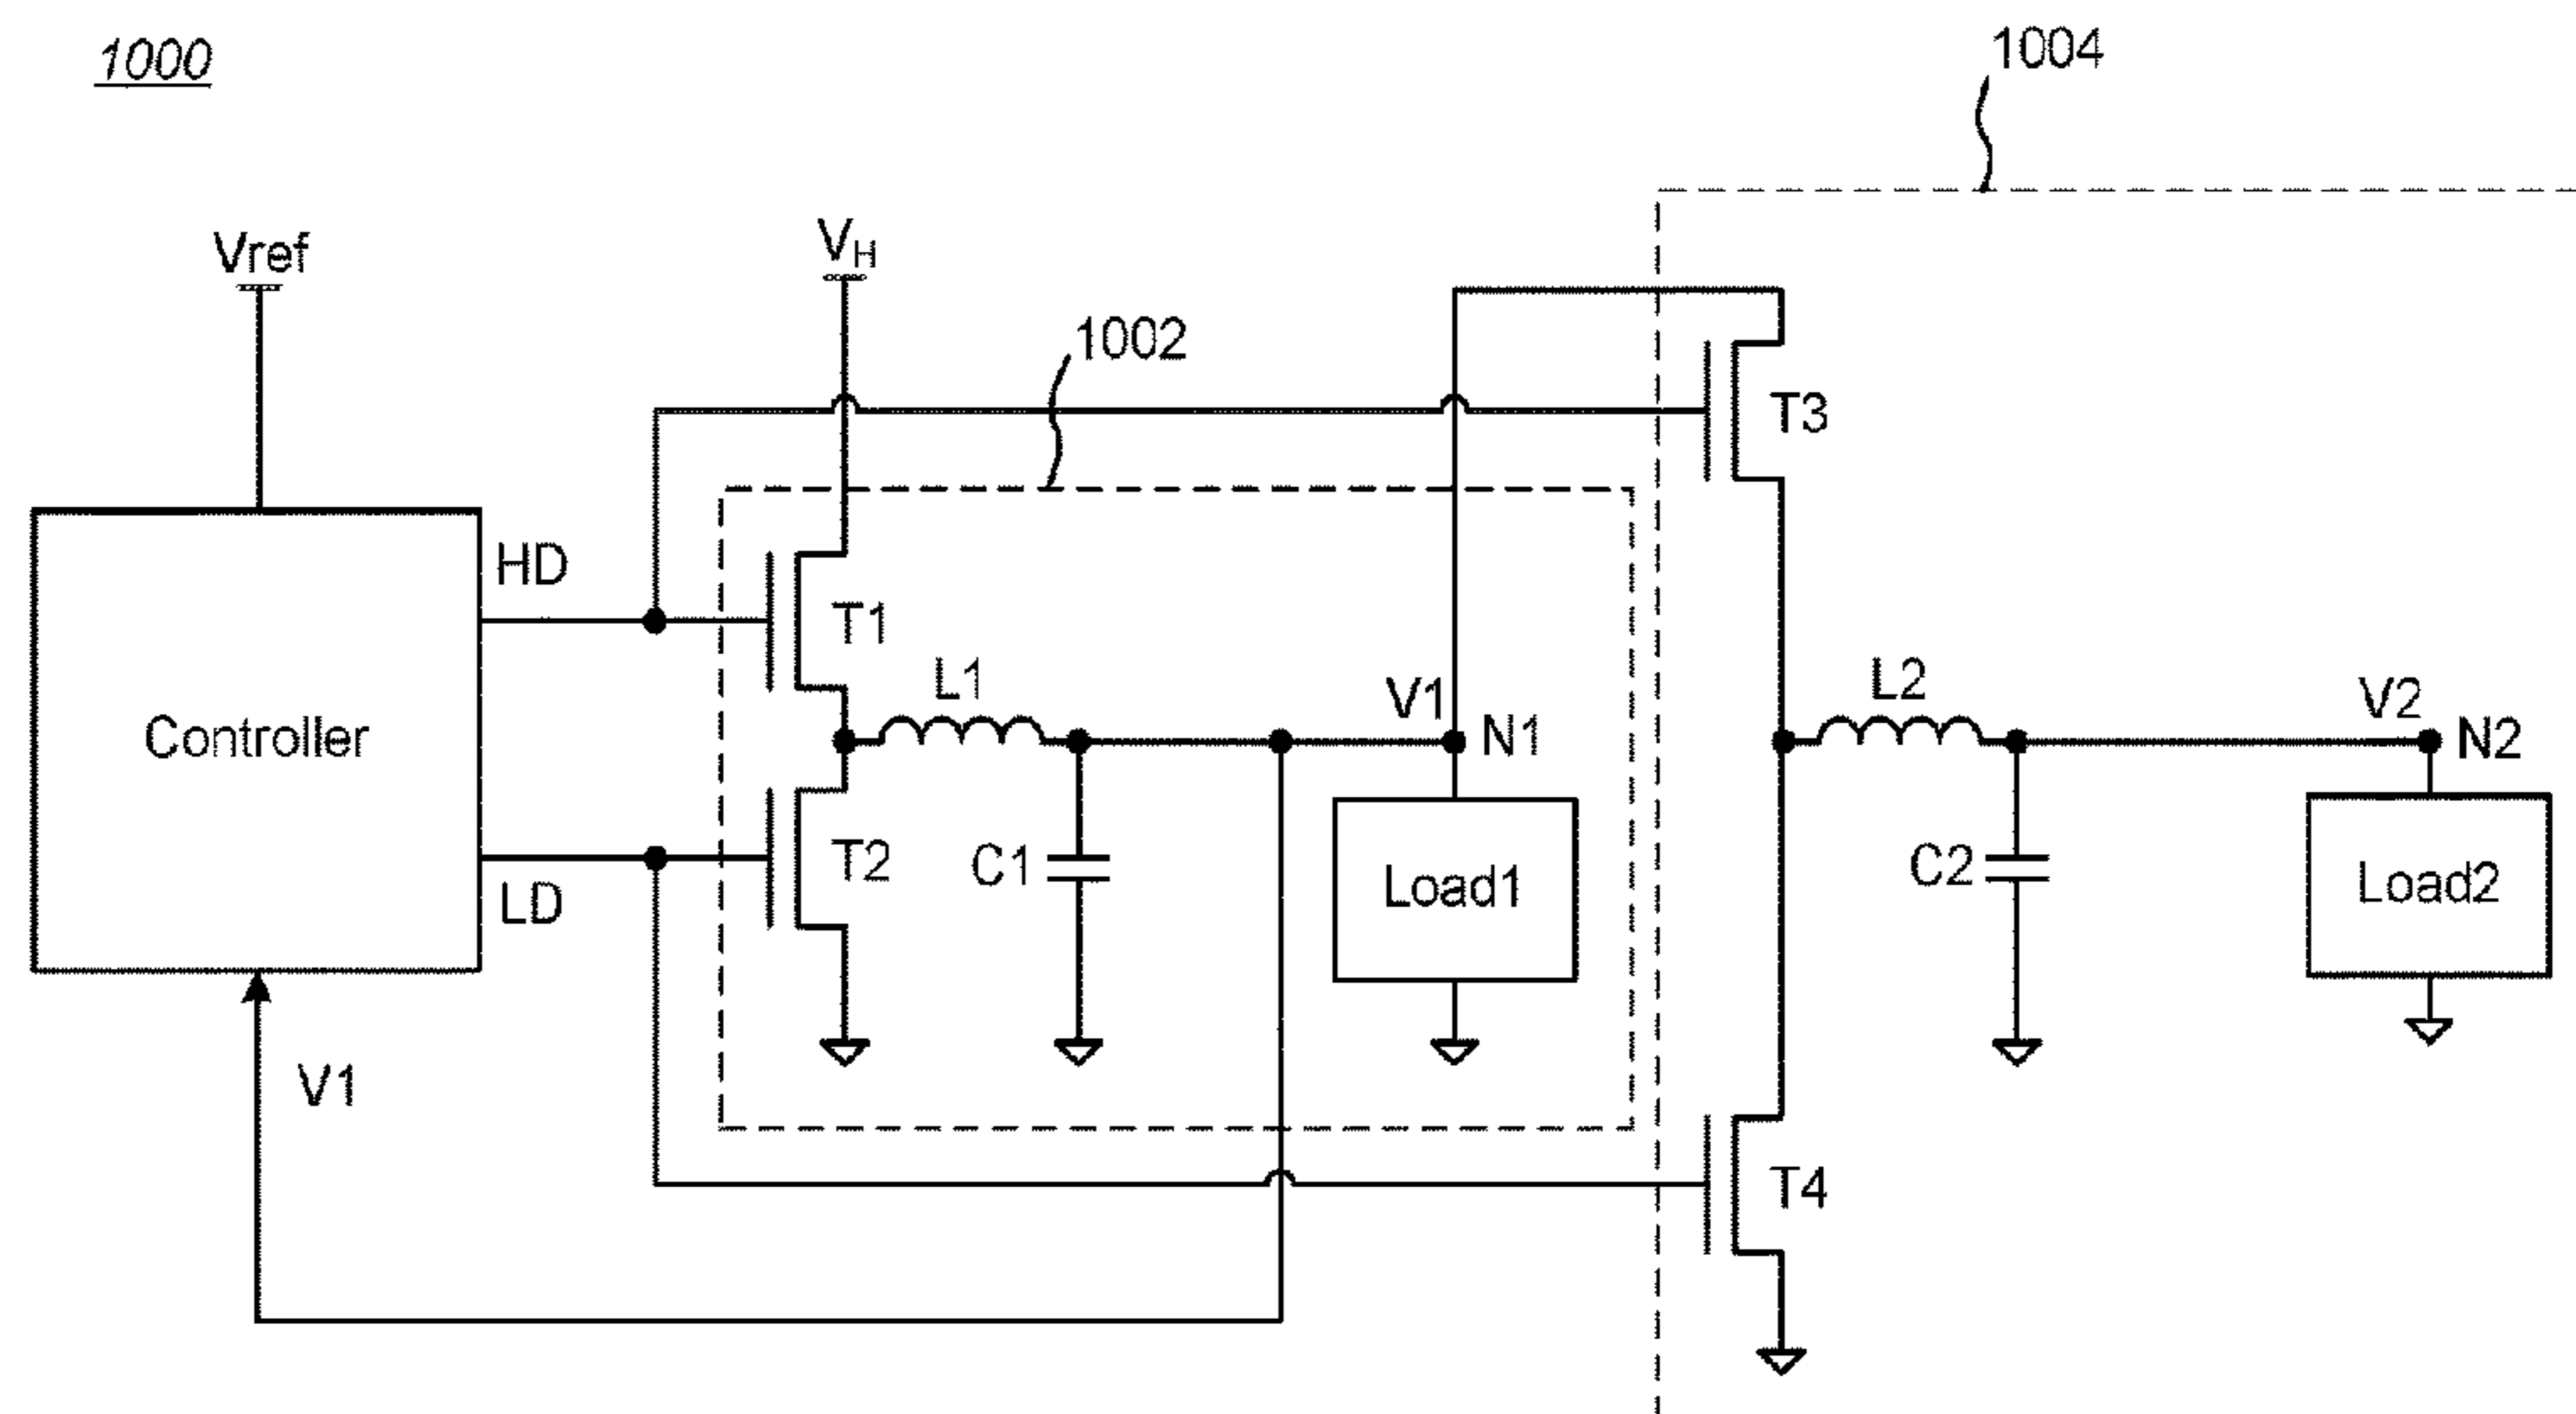 1000
1004
Vref
VH
1002
T3
HD
T1
L1
V1
N1
L2
V2
N2
Controller
T2
C1
Load1
C2
Load2
LD
V1
T4